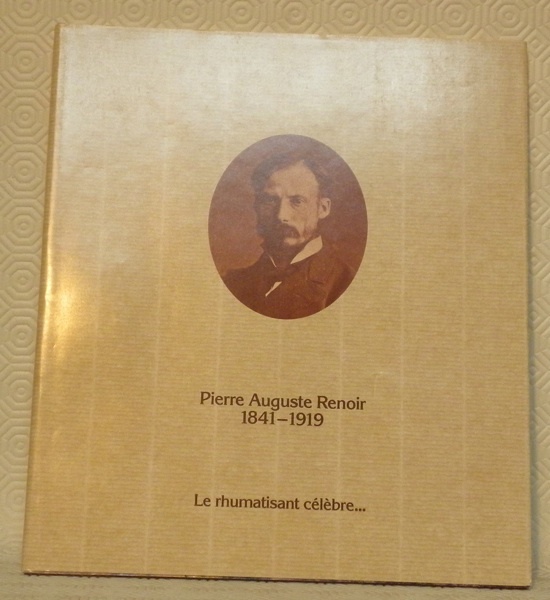 Pierre Auguste Renoir
1841–1919
Le rhumatisant célèbre...